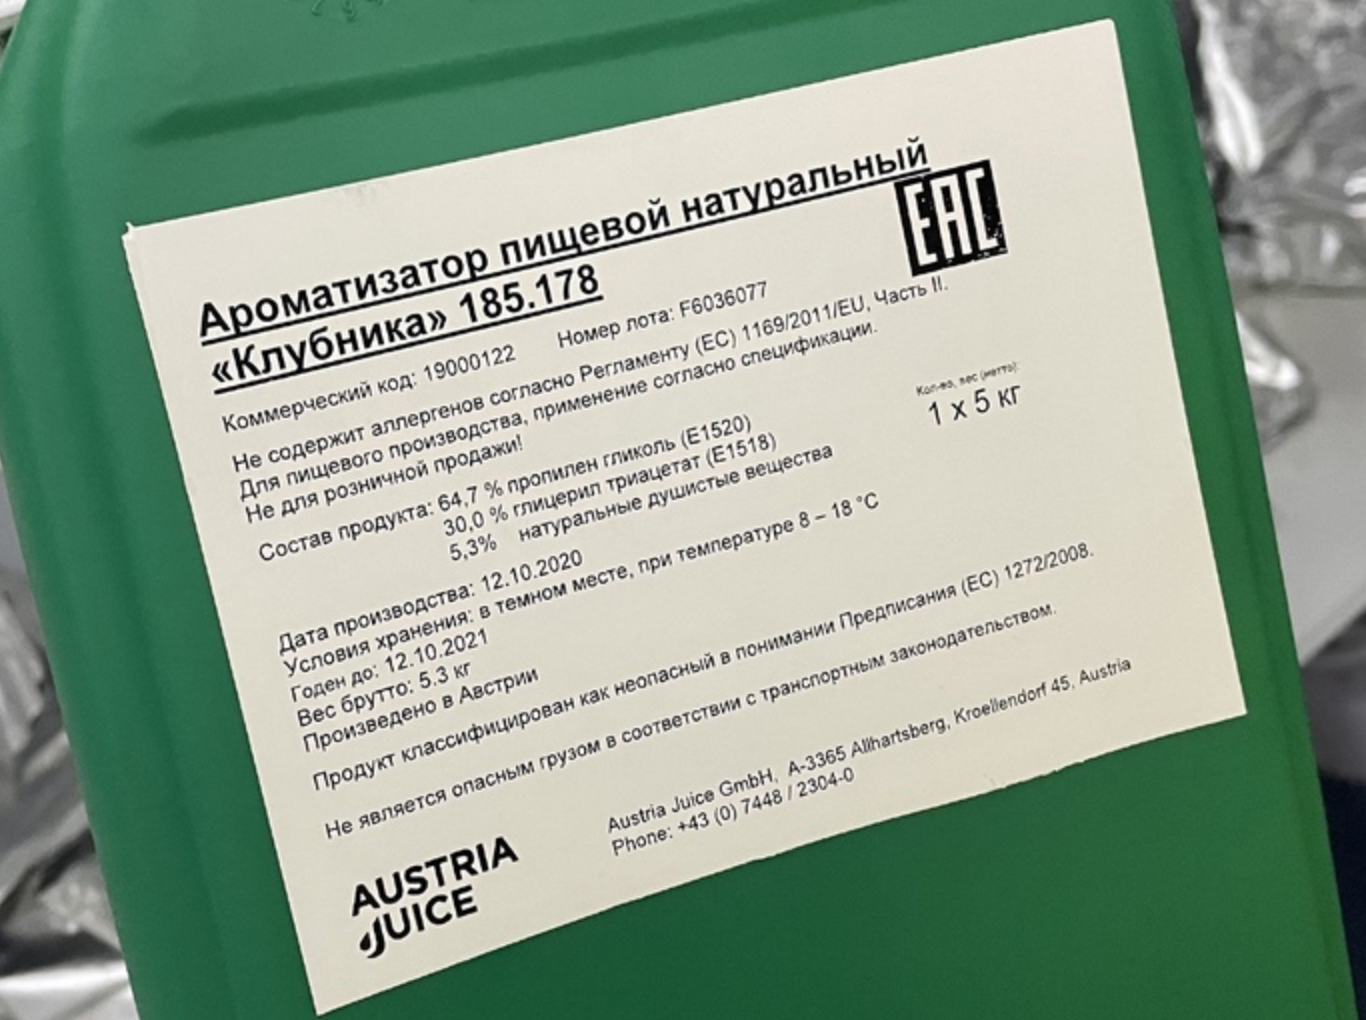 Ароматизатор пищевой натуральный
«Клубника» 185.178
EAC
Коммерческий код: 19000122 Номер лота: F6036077
Не содержит аллергенов согласно Регламенту (ЕС) 1169/2011/EU, Часть II.
Для пищевого производства, применение согласно спецификации.
Не для розничной продажи!
Кол-во, вес (нетто):
1 x 5 кг
Состав продукта: 64,7 % пропилен гликоль (Е1520)
30,0 % глицерил триацетат (Е1518)
5,3% натуральные душистые вещества
Дата производства: 12.10.2020
Условия хранения: в темном месте, при температуре 8 – 18 °C
Годен до: 12.10.2021
Вес брутто: 5.3 кг
Произведено в Австрии
Продукт классифицирован как неопасный в понимании Предписания (ЕС) 1272/2008.
Не является опасным грузом в соответствии с транспортным законодательством.
Austria Juice GmbH, A-3365 Allhartsberg, Kroellendorf 45, Austria
Phone: +43 (0) 7448 / 2304-0
AUSTRIA
JUICE